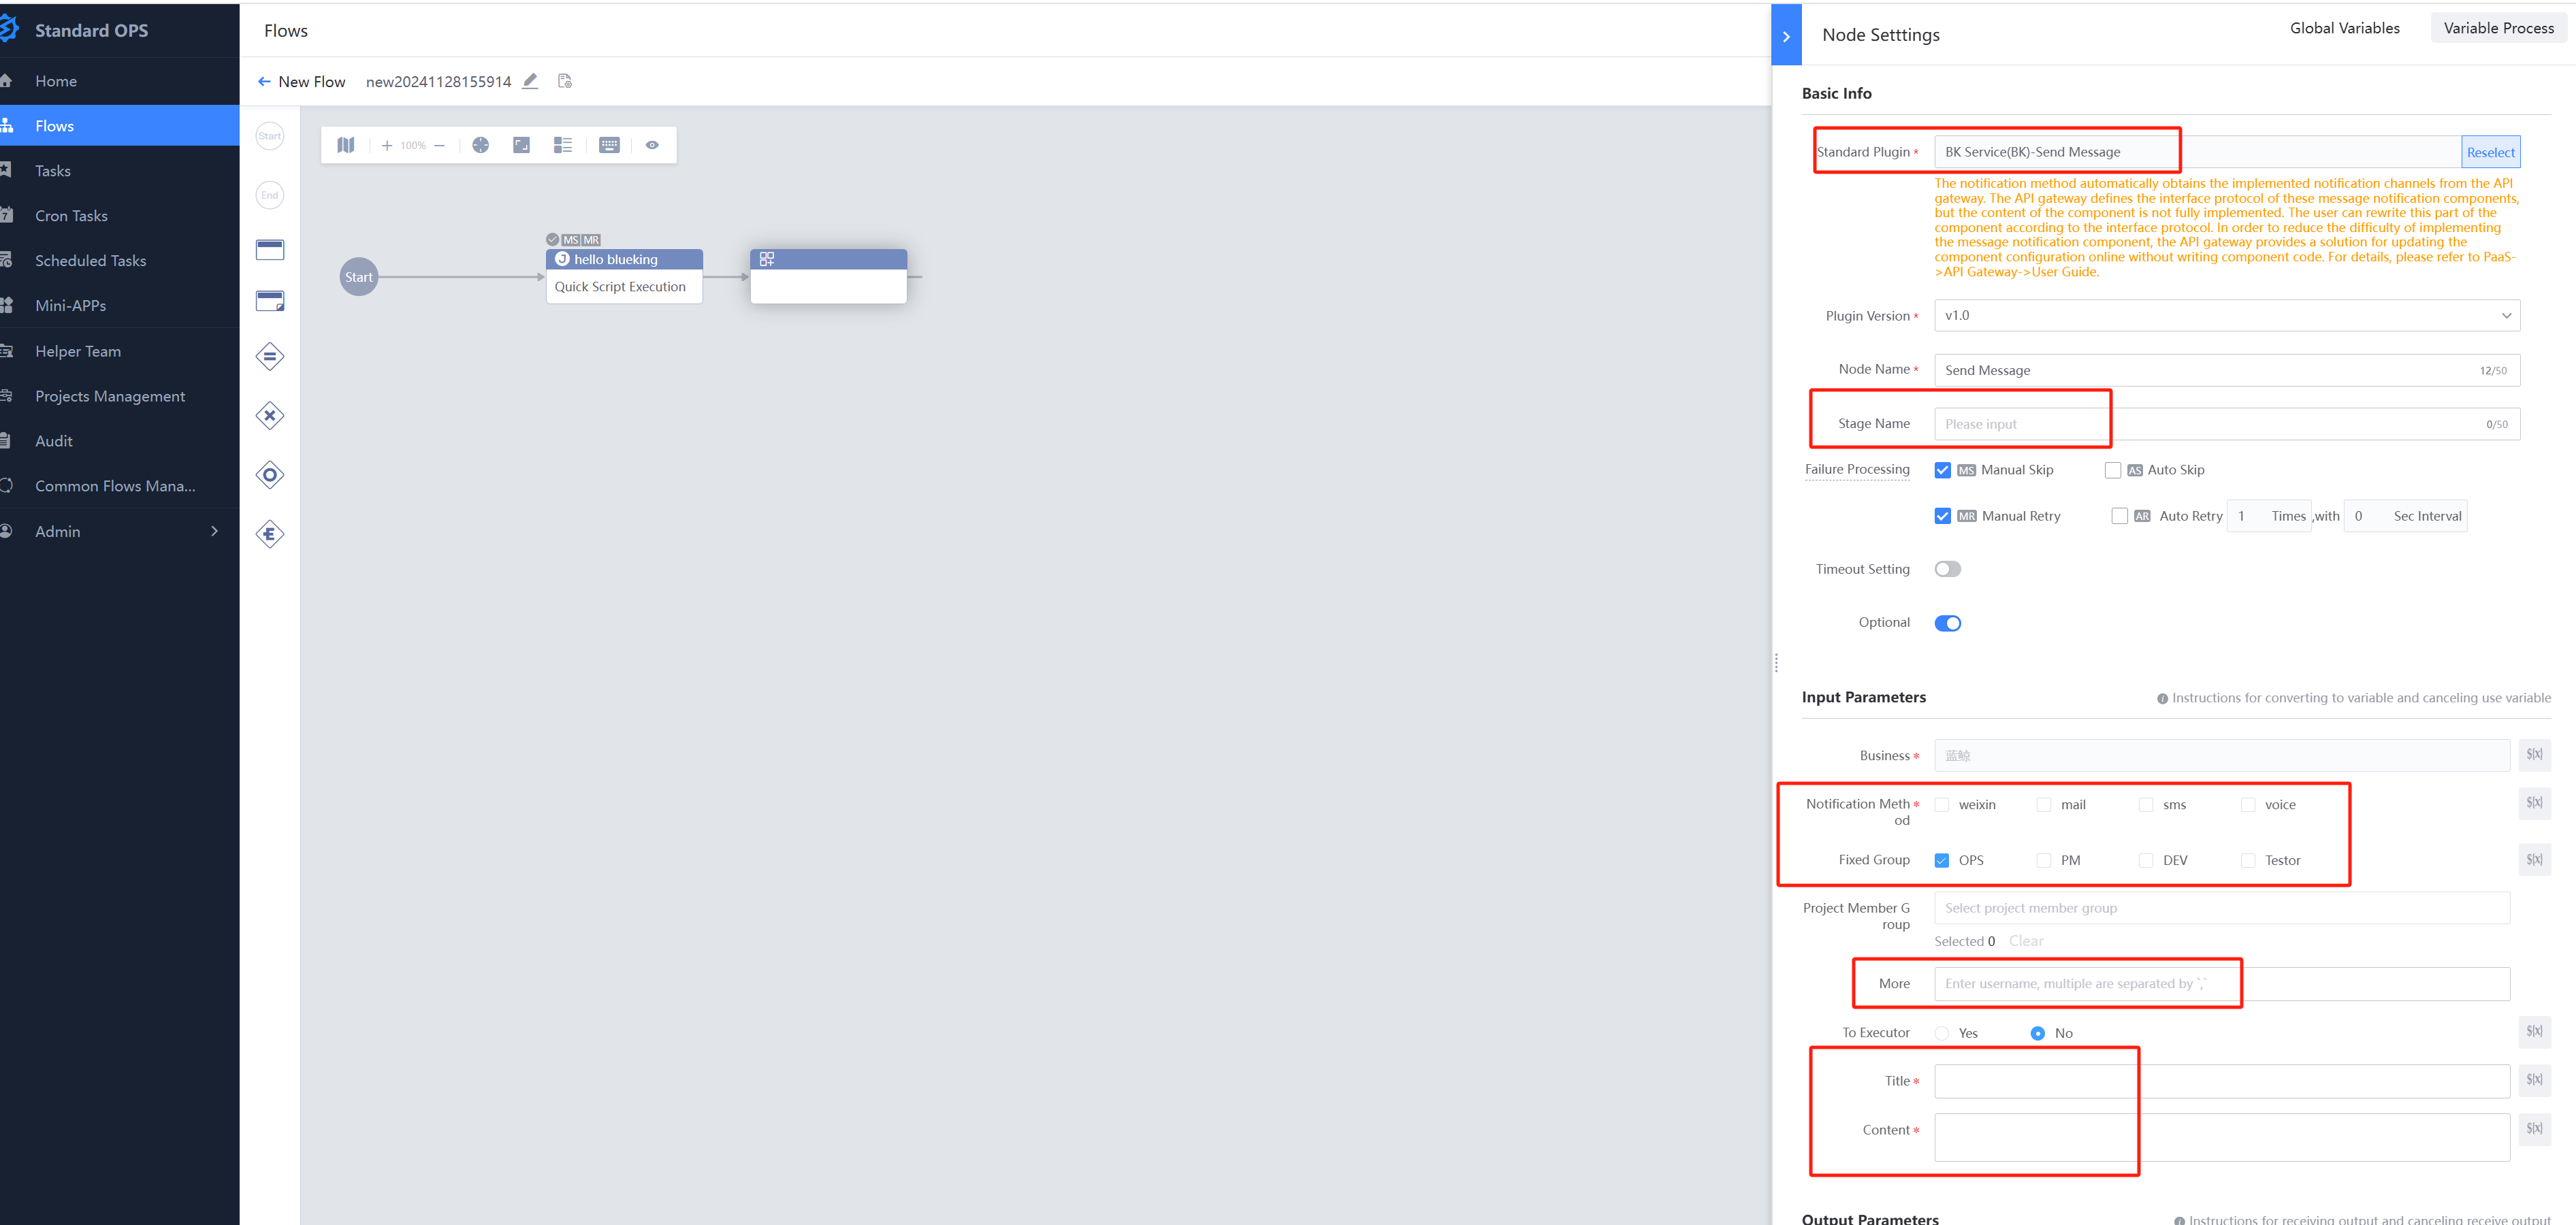 Standard OPS
Home
Flows
Tasks
Cron Tasks
Scheduled Tasks
Mini-APPs
Helper Team
Projects Management
Audit
Common Flows Mana...
Admin
Flows
New Flow new20241128155914
Start
End
100%
Start
MS MR
hello blueking
Quick Script Execution
Node Setttings
Global Variables
Variable Process
Basic Info
Standard Plugin * BK Service(BK)-Send Message Reselect
The notification method automatically obtains the implemented notification channels from the API
gateway. The API gateway defines the interface protocol of these message notification components,
but the content of the component is not fully implemented. The user can rewrite this part of the
component according to the interface protocol. In order to reduce the difficulty of implementing
the message notification component, the API gateway provides a solution for updating the
component configuration online without writing component code. For details, please refer to PaaS-
>API Gateway->User Guide.
Plugin Version * v1.0
Node Name * Send Message 12/50
Stage Name Please input 0/50
Failure Processing MS Manual Skip AS Auto Skip
MR Manual Retry AR Auto Retry 1 Times ,with 0 Sec Interval
Timeout Setting
Optional
Input Parameters Instructions for converting to variable and canceling use variable
Business * 蓝鲸 $(x)
Notification Meth
od * weixin mail sms voice $(x)
Fixed Group OPS PM DEV Testor $(x)
Project Member G
roup Select project member group
Selected 0 Clear
More Enter username, multiple are separated by `,`
To Executor Yes No $(x)
Title * $(x)
Content * $(x)
Output Parameters Instructions for receiving output and canceling receive output